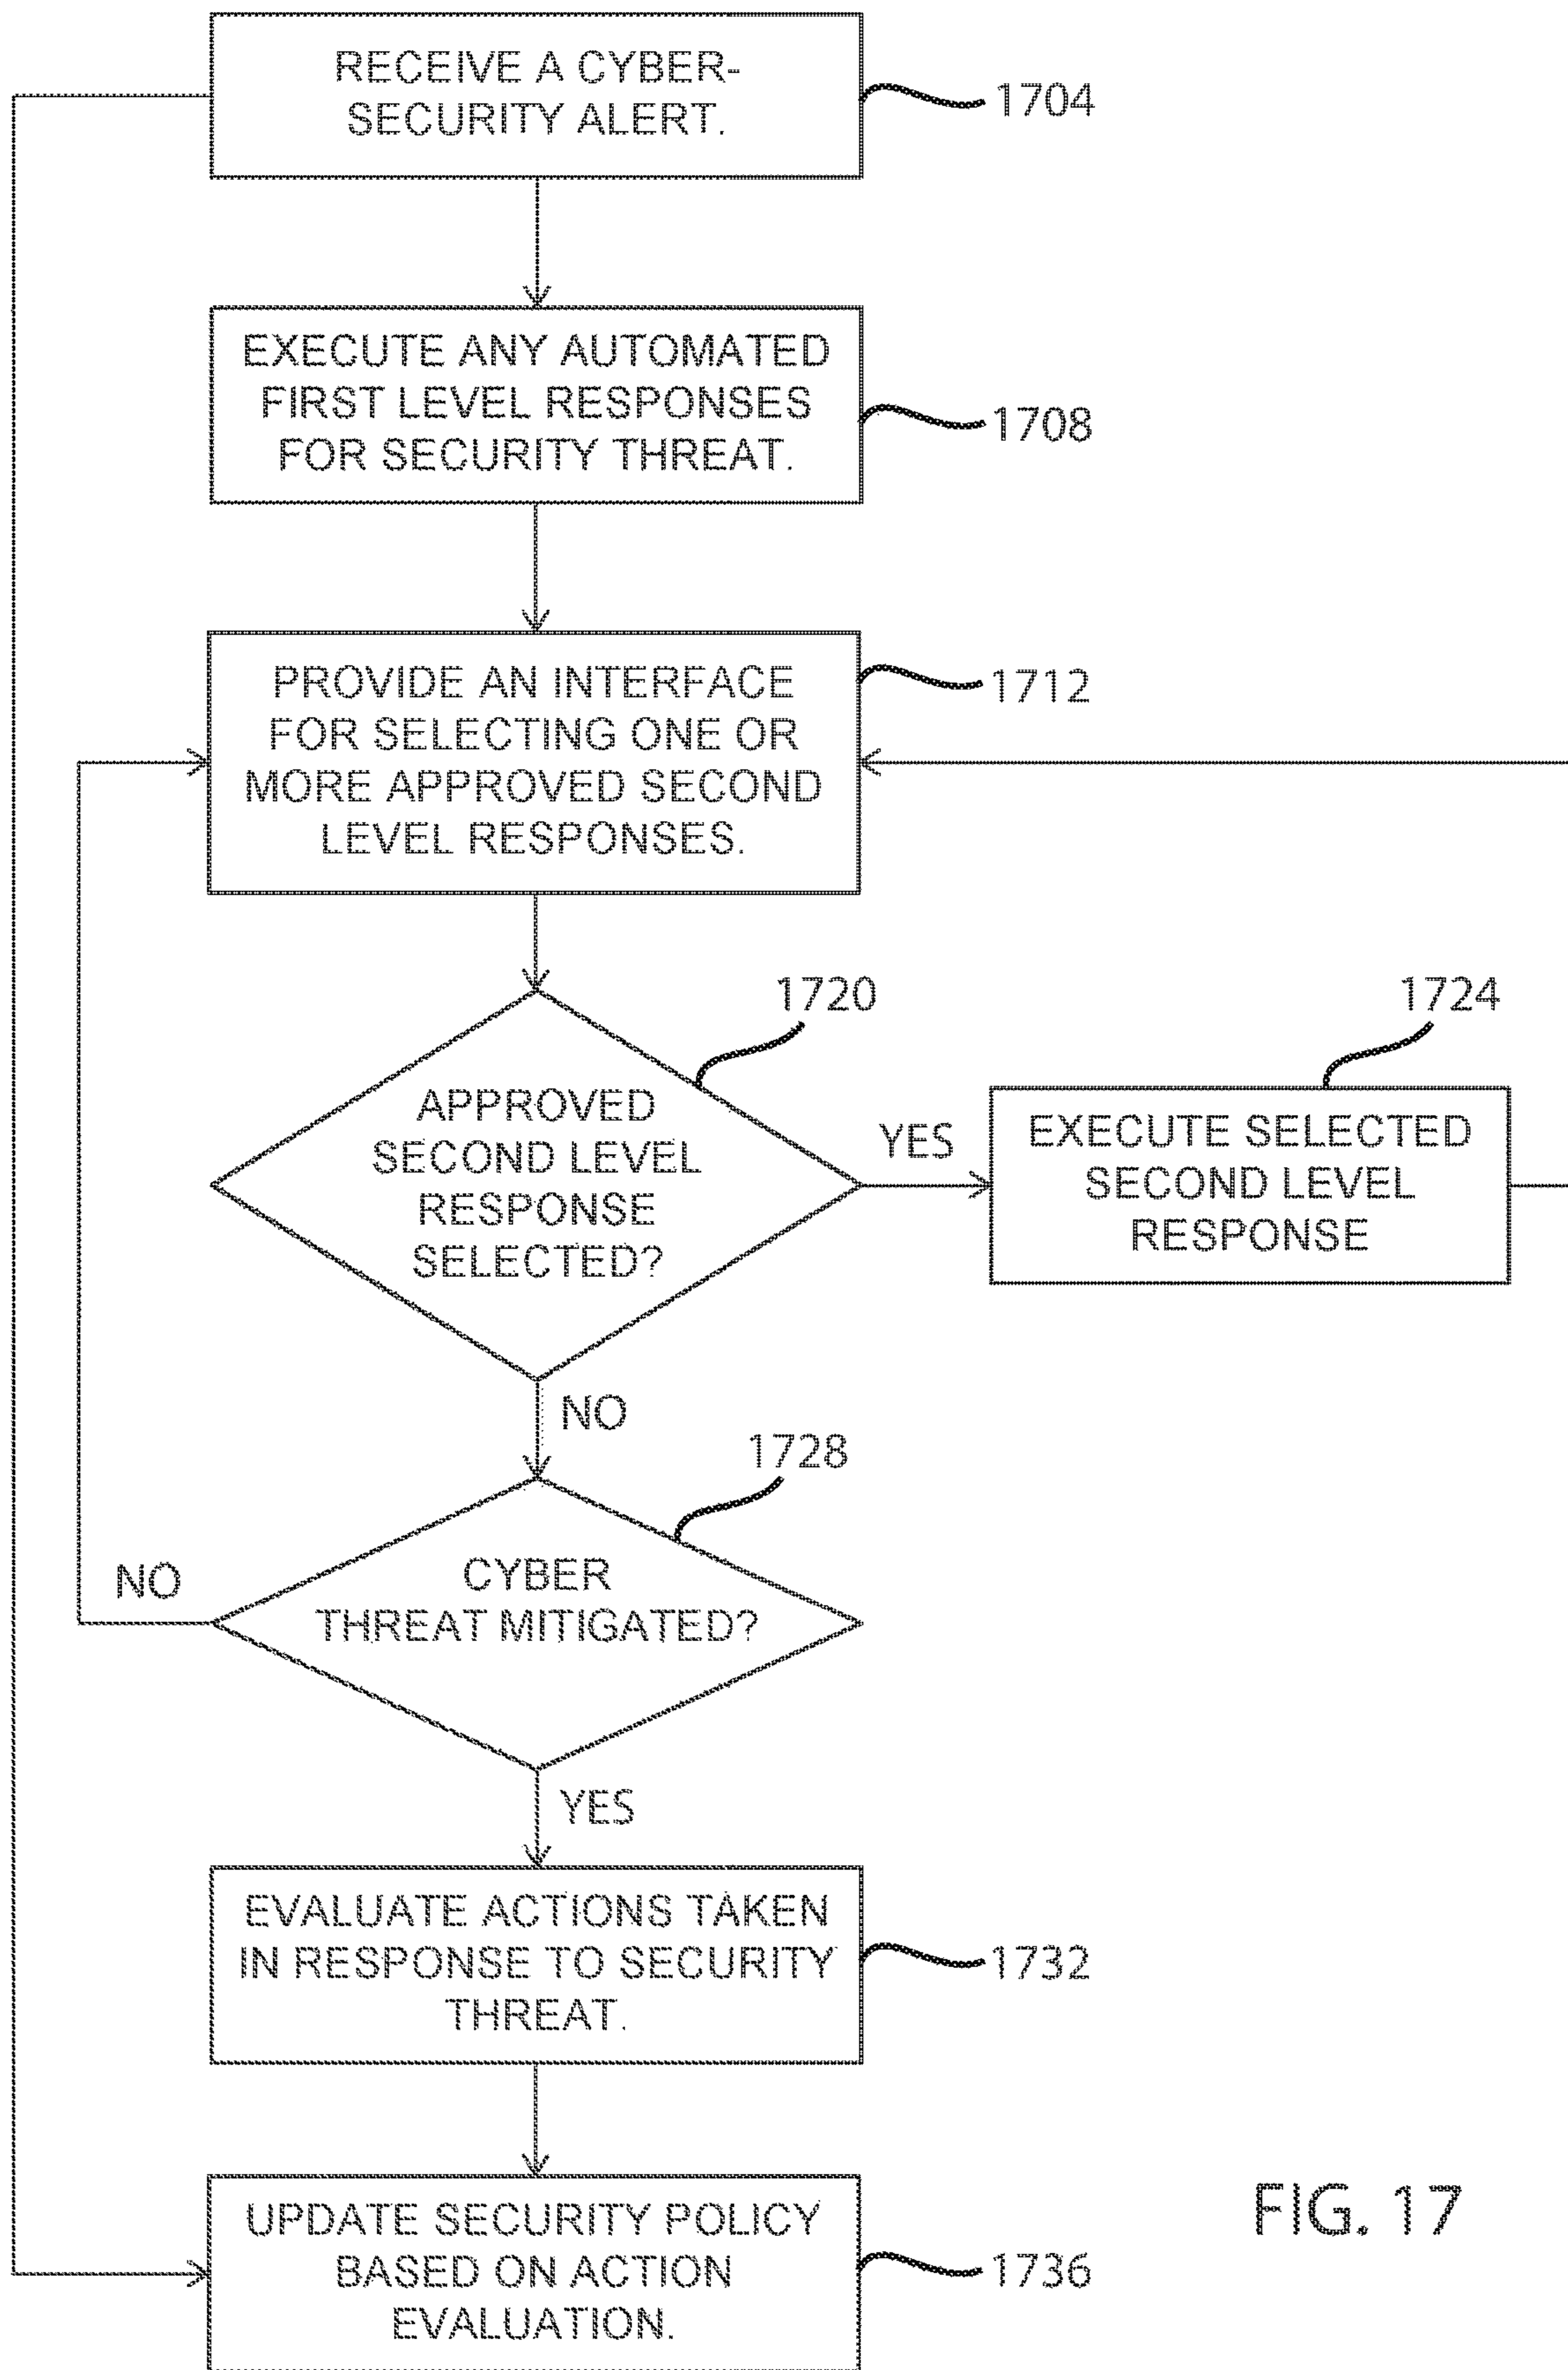 RECEIVE A CYBER-
SECURITY ALERT.
1704
EXECUTE ANY AUTOMATED
FIRST LEVEL RESPONSES
FOR SECURITY THREAT.
1708
PROVIDE AN INTERFACE
FOR SELECTING ONE OR
MORE APPROVED SECOND
LEVEL RESPONSES.
1712
1720
APPROVED
SECOND LEVEL
RESPONSE
SELECTED?
YES
1724
EXECUTE SELECTED
SECOND LEVEL
RESPONSE
NO
1728
CYBER
THREAT MITIGATED?
NO
YES
EVALUATE ACTIONS TAKEN
IN RESPONSE TO SECURITY
THREAT.
1732
UPDATE SECURITY POLICY
BASED ON ACTION
EVALUATION.
1736
FIG. 17